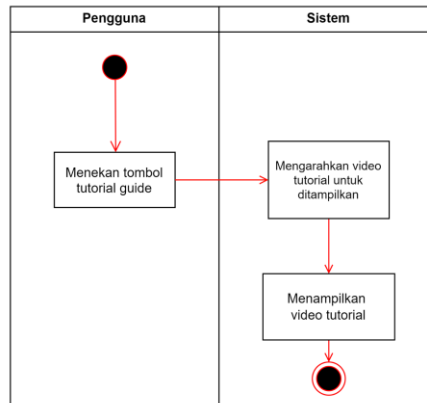 Pengguna
Sistem
Menekan tombol
tutorial guide
Mengarahkan video
tutorial untuk
ditampilkan
Menampilkan
video tutorial